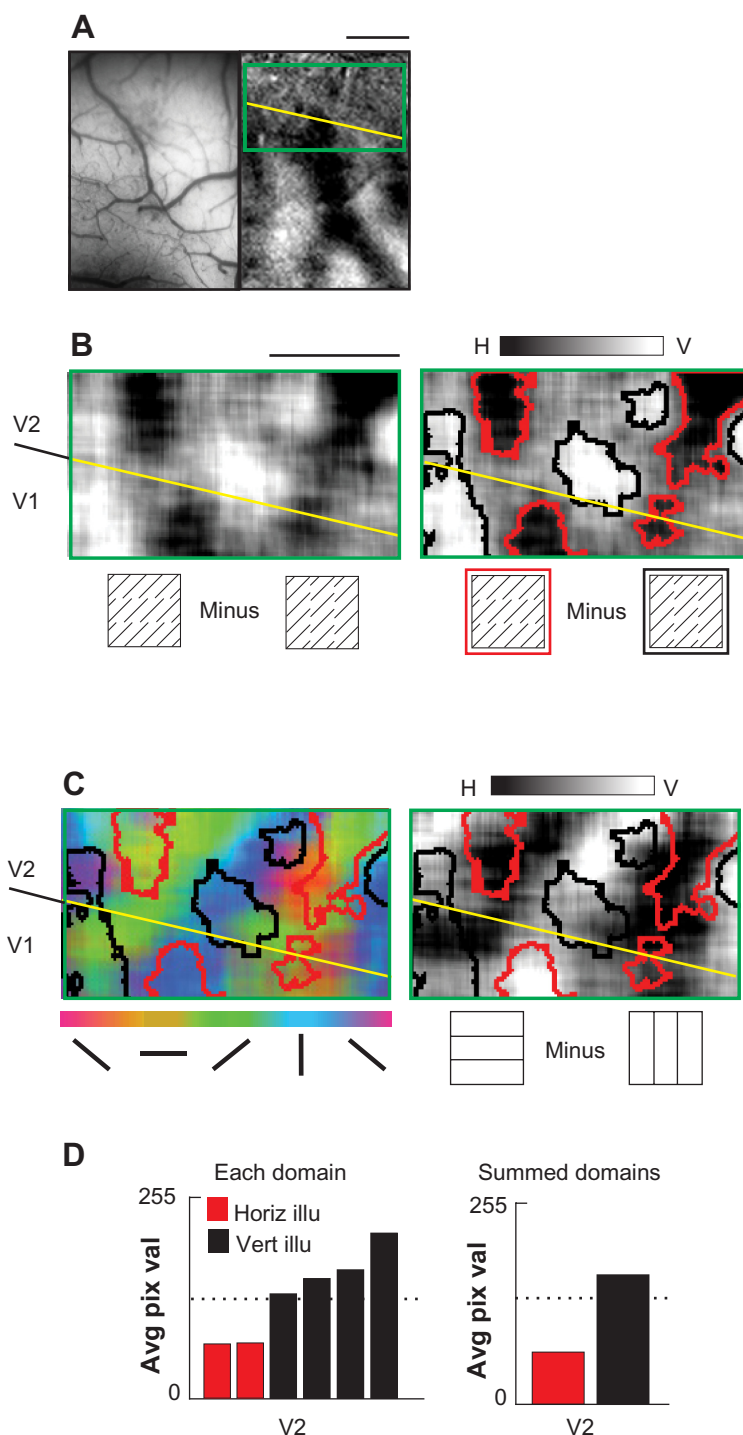 A
B
H V
V2
V1
Minus
Minus
C
H V
V2
V1
Minus
D
Each domain
Summed domains
255
Horiz illu
Vert illu
Avg pix val
0
V2
255
Avg pix val
0
V2